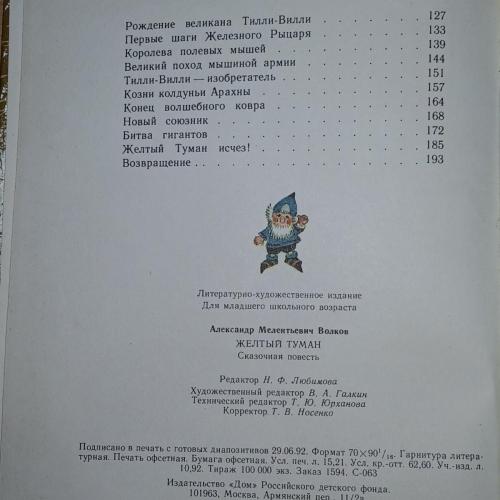 Рождение великана Тилли-Вилли . . . . . . . . . 127
Первые шаги Железного Рыцаря . . . . . . . . . 133
Королева полевых мышей . . . . . . . . . . . 139
Великий поход мышиной армии . . . . . . . . . 144
Тилли-Вилли — изобретатель . . . . . . . . . . 151
Козни колдуньи Арахны . . . . . . . . . . . 157
Конец волшебного ковра . . . . . . . . . . . 164
Новый союзник . . . . . . . . . . . . . 168
Битва гигантов . . . . . . . . . . . . . 172
Желтый Туман исчез! . . . . . . . . . . . . 185
Возвращение . . . . . . . . . . . . . . 193
Литературно-художественное издание
Для младшего школьного возраста
Александр Мелентьевич Волков
ЖЕЛТЫЙ ТУМАН
Сказочная повесть
Редактор Н. Ф. Любимова
Художественный редактор В. А. Галкин
Технический редактор Т. Ю. Юрханова
Корректор Т. В. Носенко
Подписано в печать с готовых диапозитивов 29.06.92. Формат 70×90¹/₁₆. Гарнитура литера-
турная. Печать офсетная. Бумага офсетная. Усл. печ. л. 15,21. Усл. кр.-отт. 62,60. Уч.-изд. л.
10,92. Тираж 100 000 экз. Заказ 1594. С-063
Издательство «Дом» Российского детского фонда.
101963, Москва, Армянский пер., 11/2а